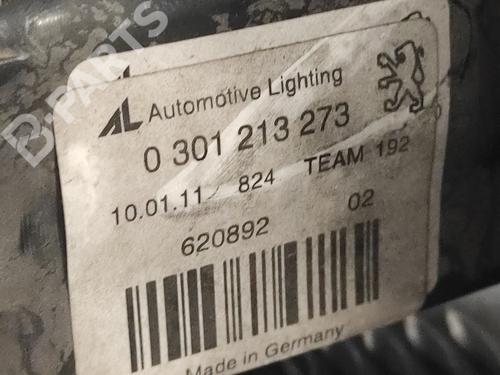 B-PARTS
AL Automotive Lighting
0 301 213 273
10.01.11 824 TEAM 192
620892 02
Made in Germany